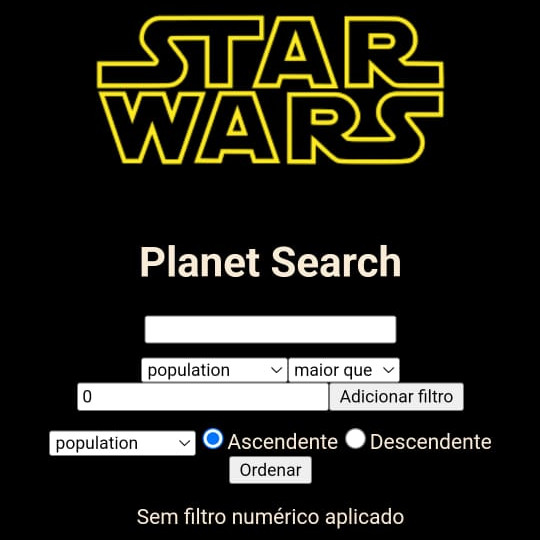 STAR
WARS
Planet Search
population maior que
0 Adicionar filtro
population Ascendente Descendente
Ordenar
Sem filtro numérico aplicado